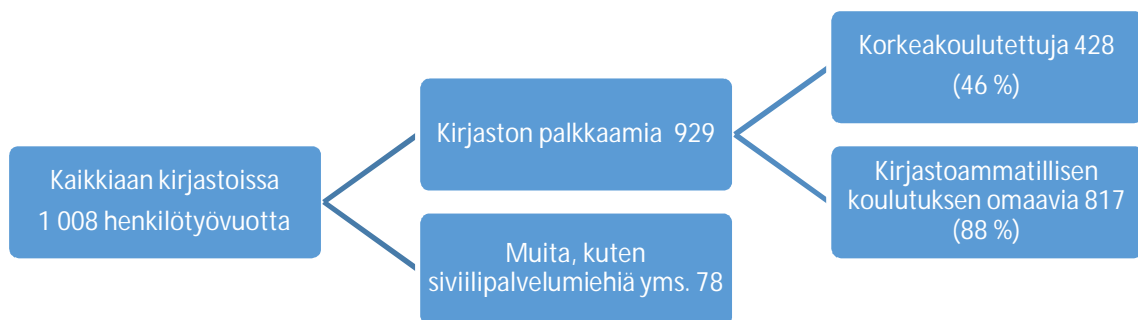 Kaikkiaan kirjastoissa
1 008 henkilötyövuotta
Kirjaston palkkaamia 929
Muita, kuten
siviilipalvelumiehiä yms. 78
Korkeakoulutettuja 428
(46 %)
Kirjastoammatillisen
koulutuksen omaavia 817
(88 %)